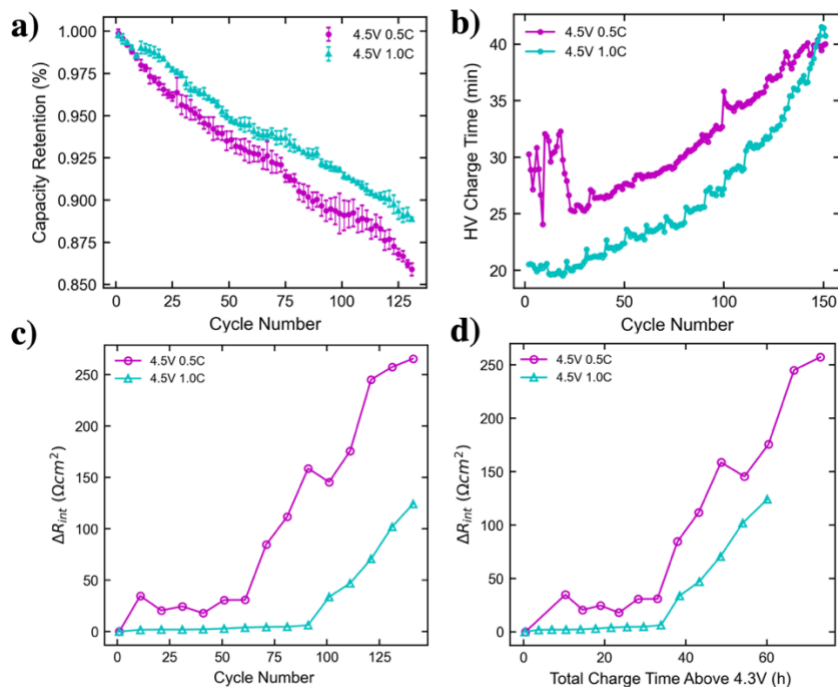 a)
Capacity Retention (%)
1.000
0.975
0.950
0.925
0.900
0.875
0.850
4.5V 0.5C
4.5V 1.0C
0 25 50 75 100 125
Cycle Number
b)
HV Charge Time (min)
40
35
30
25
20
4.5V 0.5C
4.5V 1.0C
50 100 150
Cycle Number
c)
ΔR_int (Ωcm²)
250
200
150
100
50
0
4.5V 0.5C
4.5V 1.0C
0 25 50 75 100 125
Cycle Number
d)
ΔR_int (Ωcm²)
250
200
150
100
50
0
4.5V 0.5C
4.5V 1.0C
0 20 40 60
Total Charge Time Above 4.3V (h)